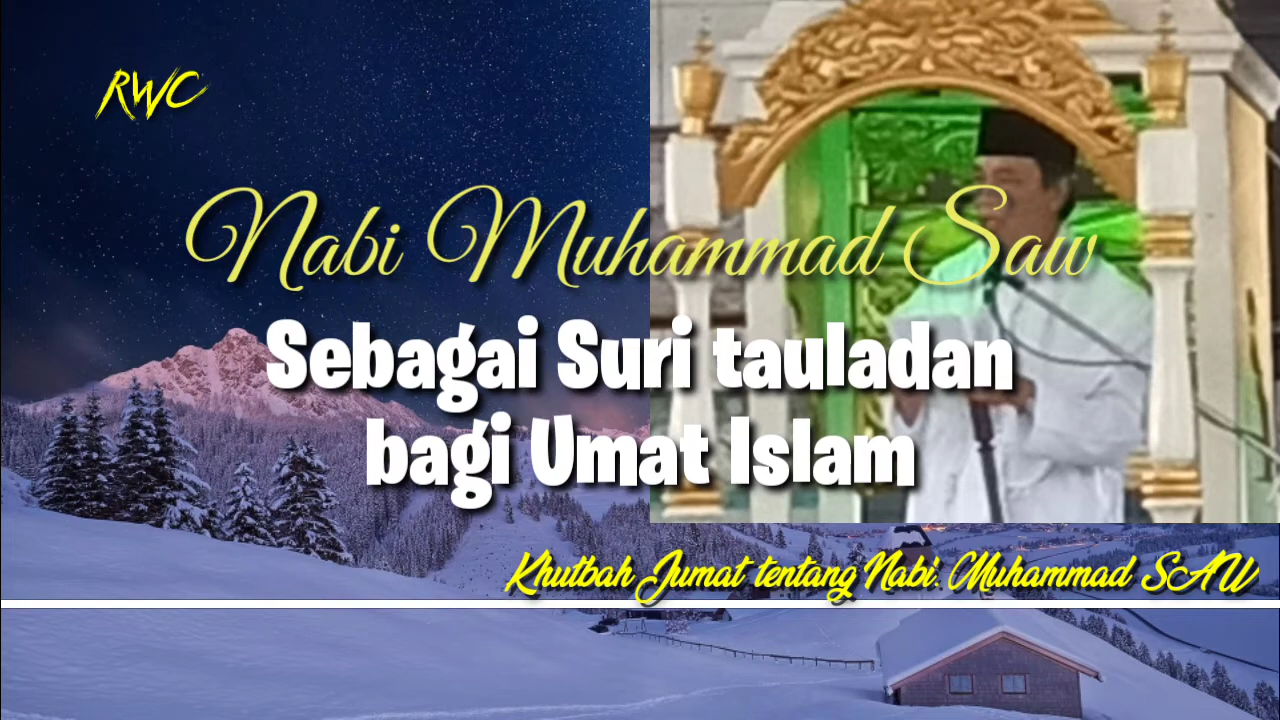 RWC
Nabi Muhammad Saw
Sebagai Suri tauladan
bagi Umat Islam
Khutbah Jumat tentang Nabi. Muhammad SAW